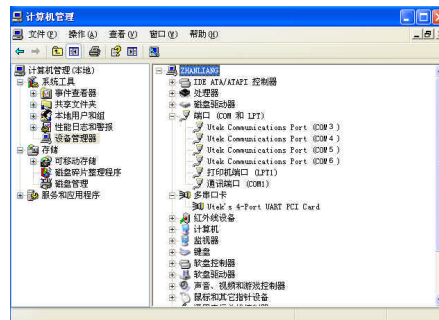 计算机管理
文件(F) 操作(A) 查看(V) 窗口(W) 帮助(H)
计算机管理(本地)
系统工具
事件查看器
共享文件夹
本地用户和组
性能日志和警报
设备管理器
存储
可移动存储
磁盘碎片整理程序
磁盘管理
服务和应用程序
ZHANLIANG
IDE ATA/ATAPI 控制器
处理器
磁盘驱动器
端口 (COM 和 LPT)
Utek Communications Port (COM3)
Utek Communications Port (COM4)
Utek Communications Port (COM5)
Utek Communications Port (COM6)
打印机端口 (LPT1)
通讯端口 (COM1)
多串口卡
Utek's 4-Port UART PCI Card
红外线设备
计算机
监视器
键盘
软盘控制器
软盘驱动器
声音、视频和游戏控制器
鼠标和其它指针设备